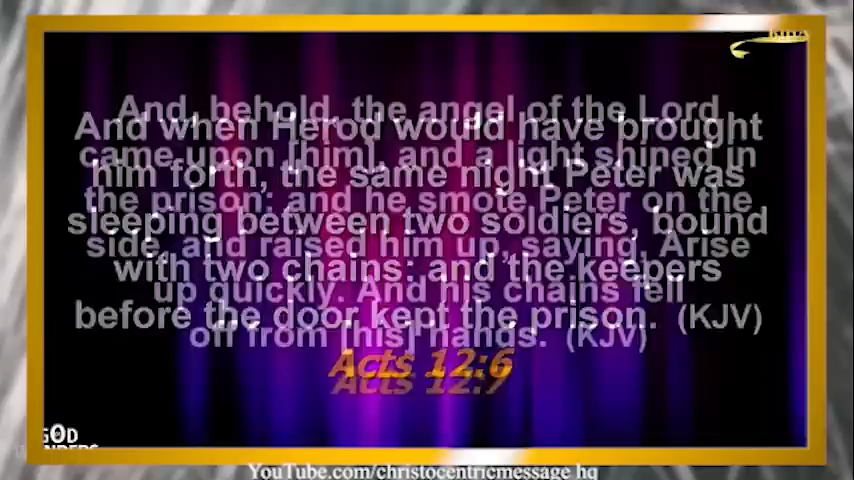 And, behold, the angel of the Lord
And when Herod would have brought
came upon [him], and a light shined in
him forth, the same night Peter was
the prison: and he smote Peter on the
sleeping between two soldiers, bound
side, and raised him up, saying, Arise
with two chains: and the keepers
up quickly. And his chains fell
before the door kept the prison. (KJV)
off from [his] hands. (KJV)
Acts 12:6
Acts 12:7
GOD
YouTube.com/christocentricmessage hq